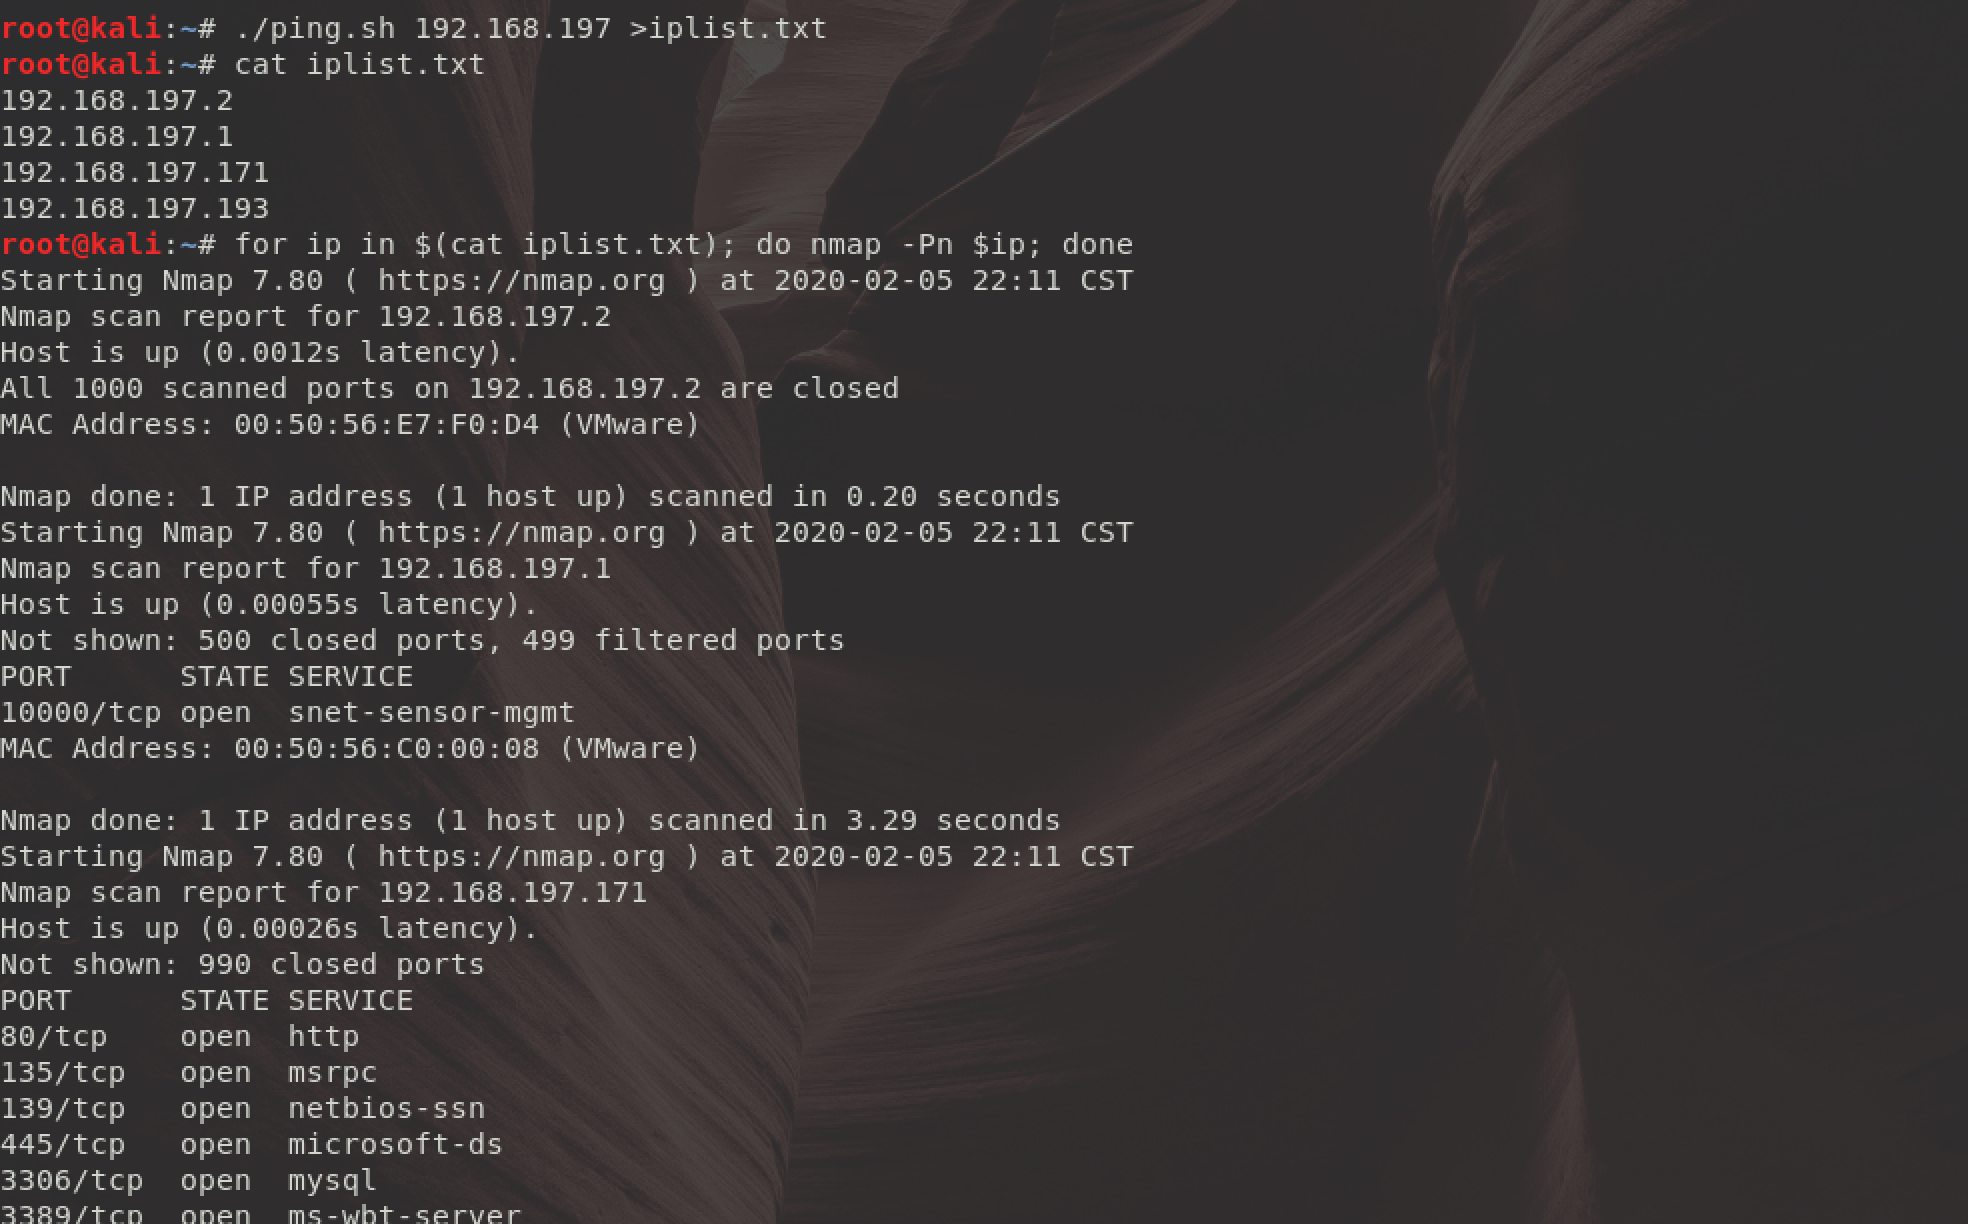 root@kali:~# ./ping.sh 192.168.197 >iplist.txt
root@kali:~# cat iplist.txt
192.168.197.2
192.168.197.1
192.168.197.171
192.168.197.193
root@kali:~# for ip in $(cat iplist.txt); do nmap -Pn $ip; done
Starting Nmap 7.80 ( https://nmap.org ) at 2020-02-05 22:11 CST
Nmap scan report for 192.168.197.2
Host is up (0.0012s latency).
All 1000 scanned ports on 192.168.197.2 are closed
MAC Address: 00:50:56:E7:F0:D4 (VMware)
Nmap done: 1 IP address (1 host up) scanned in 0.20 seconds
Starting Nmap 7.80 ( https://nmap.org ) at 2020-02-05 22:11 CST
Nmap scan report for 192.168.197.1
Host is up (0.00055s latency).
Not shown: 500 closed ports, 499 filtered ports
PORT      STATE SERVICE
10000/tcp open  snet-sensor-mgmt
MAC Address: 00:50:56:C0:00:08 (VMware)
Nmap done: 1 IP address (1 host up) scanned in 3.29 seconds
Starting Nmap 7.80 ( https://nmap.org ) at 2020-02-05 22:11 CST
Nmap scan report for 192.168.197.171
Host is up (0.00026s latency).
Not shown: 990 closed ports
PORT      STATE SERVICE
80/tcp    open  http
135/tcp   open  msrpc
139/tcp   open  netbios-ssn
445/tcp   open  microsoft-ds
3306/tcp  open  mysql
3389/tcp  open  ms-wbt-server